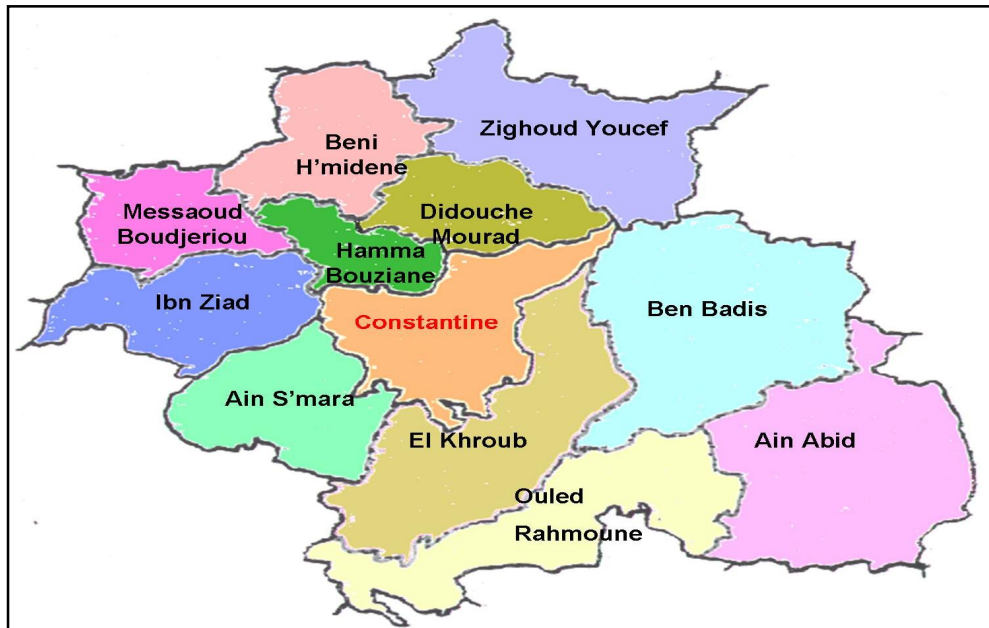 Zighoud Youcef
Beni
H'midene
Messaoud
Boudjeriou
Didouche
Mourad
Hamma
Bouziane
Ibn Ziad
Constantine
Ben Badis
Ain S'mara
El Khroub
Ain Abid
Ouled
Rahmoune